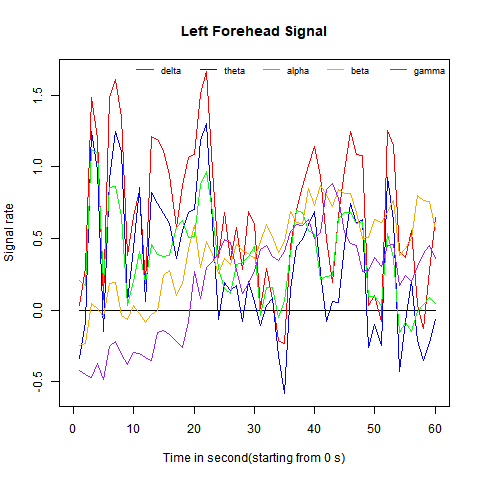 Left Forehead Signal
delta theta alpha beta gamma
Signal rate
1.5
1.0
0.5
0.0
-0.5
0 10 20 30 40 50 60
Time in second(starting from 0 s)